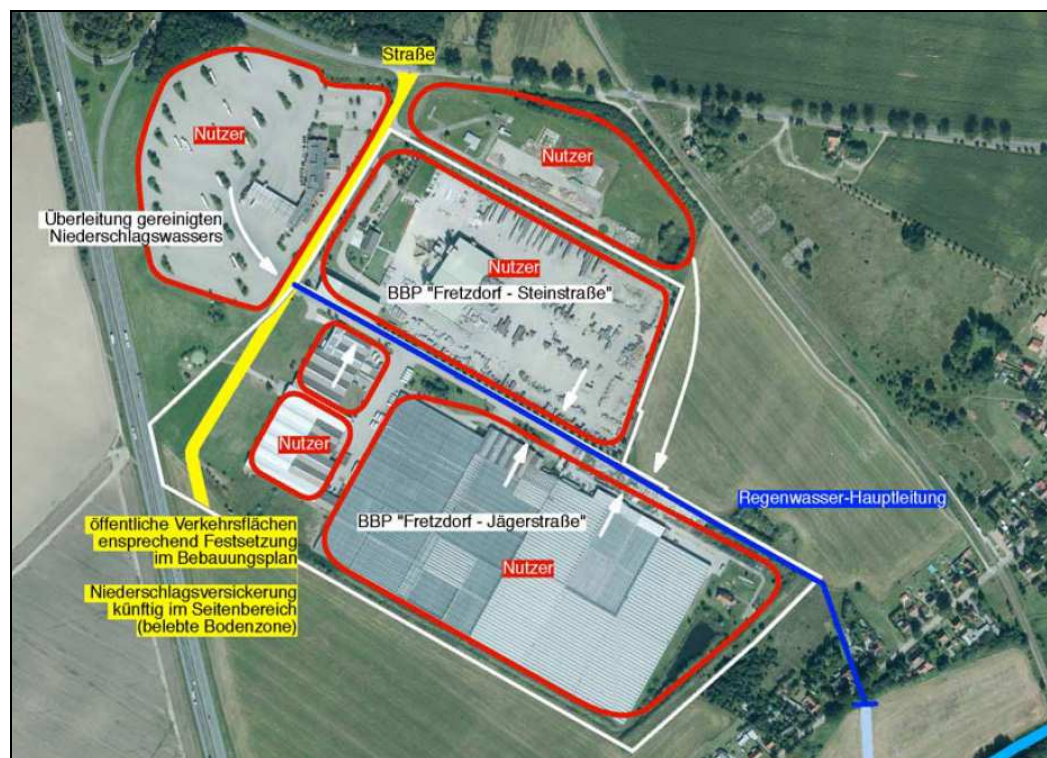 Straße
Nutzer
Nutzer
Überleitung gereinigten
Niederschlagswassers
Nutzer
BBP "Fretzdorf - Steinstraße"
Nutzer
Regenwasser-Hauptleitung
BBP "Fretzdorf - Jägerstraße"
Nutzer
öffentliche Verkehrsflächen
ensprechend Festsetzung
im Bebauungsplan
Niederschlagsversickerung
künftig im Seitenbereich
(belebte Bodenzone)